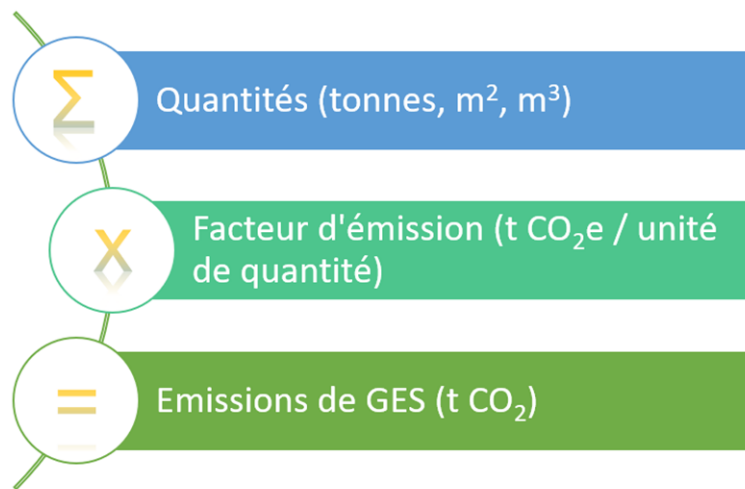 Σ
Quantités (tonnes, m², m³)
x
Facteur d'émission (t CO₂e / unité
de quantité)
=
Emissions de GES (t CO₂)